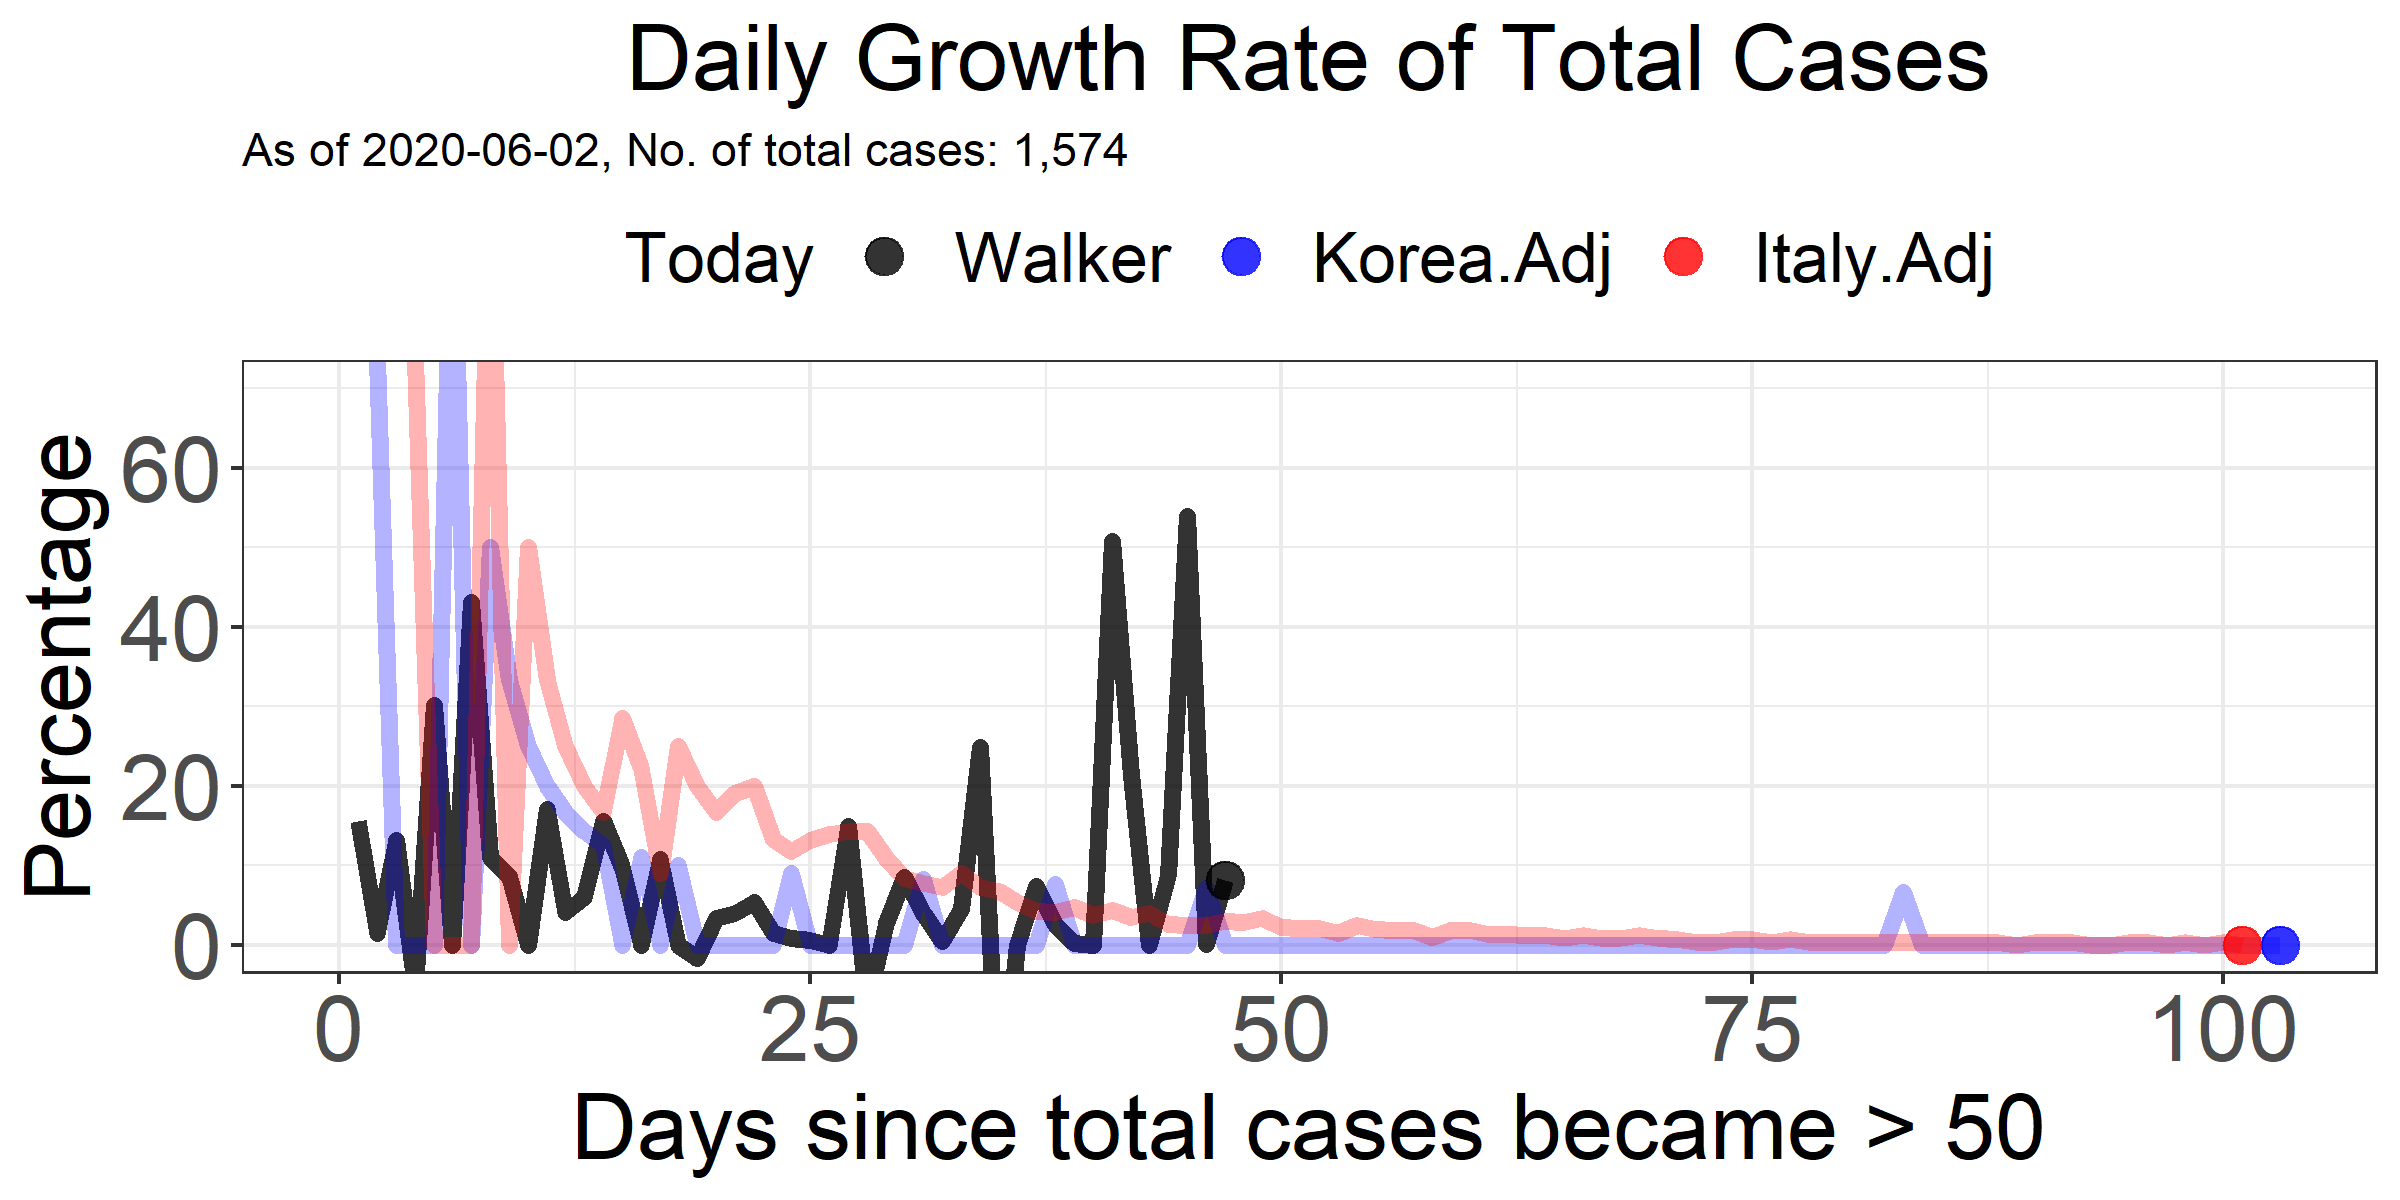 Daily Growth Rate of Total Cases
As of 2020-06-02, No. of total cases: 1,574
Today Walker Korea.Adj Italy.Adj
Percentage
60
40
20
0
0 25 50 75 100
Days since total cases became > 50